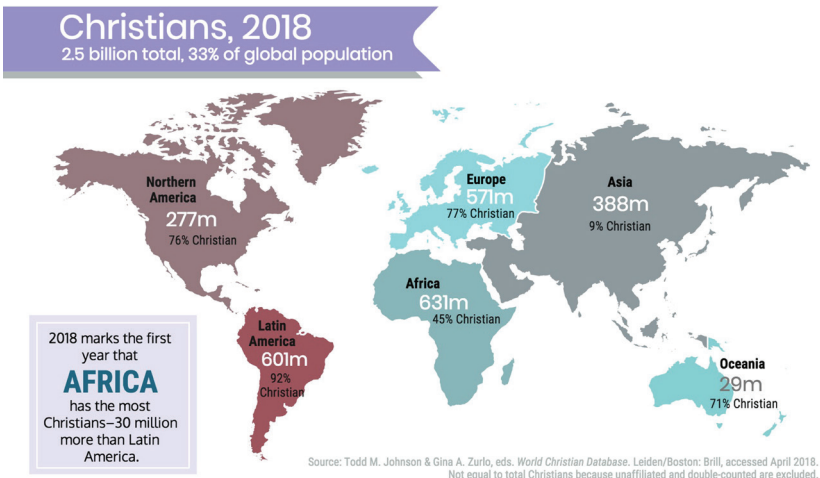 Christians, 2018
2.5 billion total, 33% of global population
Northern
America
277m
76% Christian
Europe
571m
77% Christian
Asia
388m
9% Christian
Africa
631m
45% Christian
Latin
America
601m
92%
Christian
Oceania
29m
71% Christian
2018 marks the first
year that
AFRICA
has the most
Christians–30 million
more than Latin
America.
Source: Todd M. Johnson & Gina A. Zurlo, eds. World Christian Database. Leiden/Boston: Brill, accessed April 2018.
Not equal to total Christians because unaffiliated and double-counted are excluded.